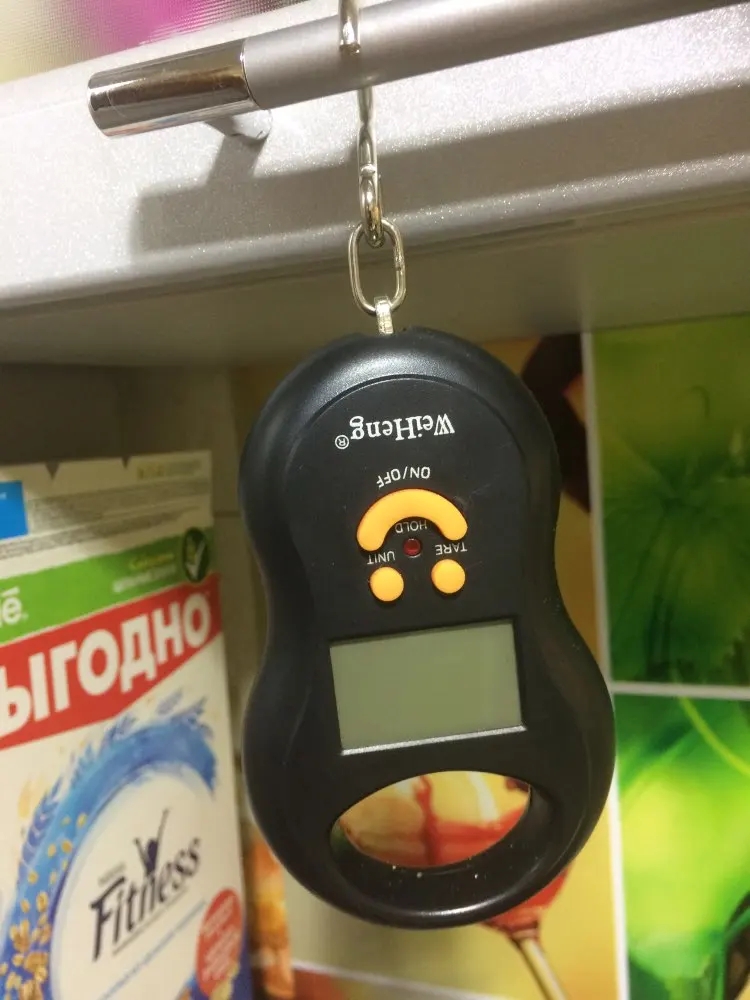 WeiHeng®
ON/OFF
HOLD
UNIT
TARE
é.
ЫГОДНО
Fitness